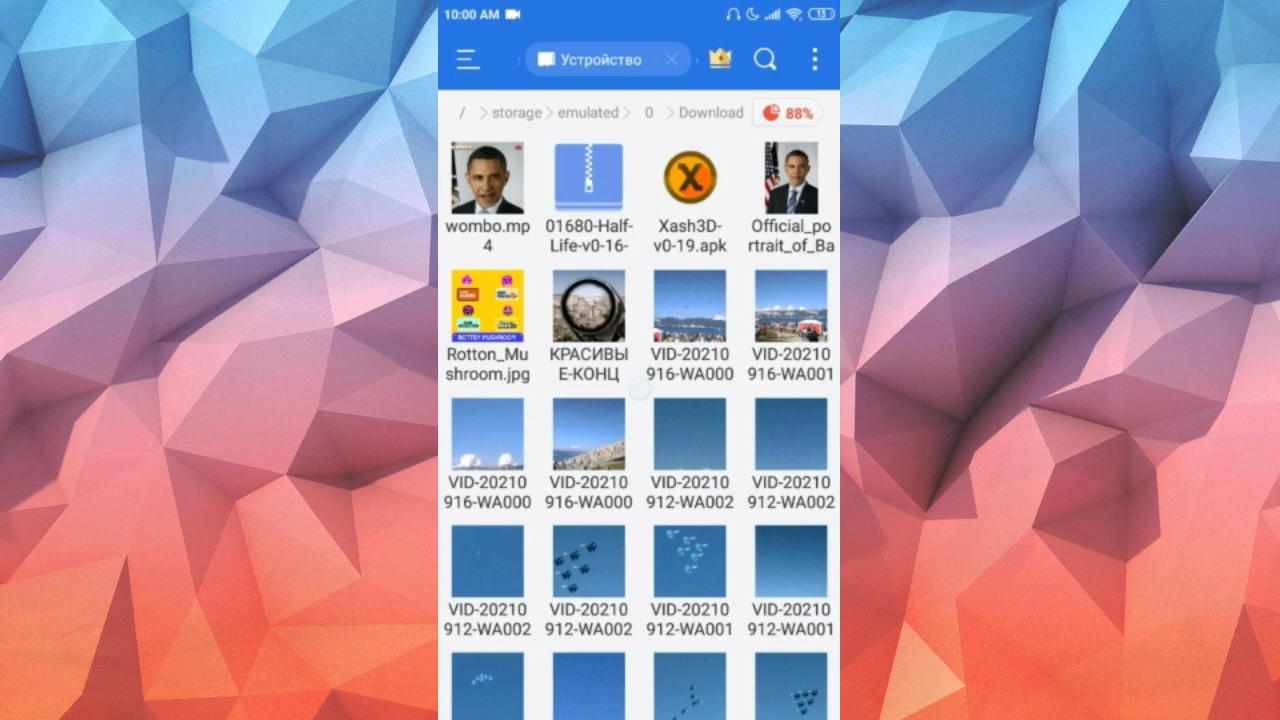 10:00 AM
13
Устройство
/ storage emulated 0 Download 88%
wombo.mp
4
01680-Half-
Life-v0-16-
Xash3D-
v0-19.apk
Official_po
rtrait_of_Ba
ROTTEN MUSHROOM
Rotton_Mu
shroom.jpg
КРАСИВЫ
Е-КОНЦ
VID-20210
916-WA000
VID-20210
916-WA001
VID-20210
916-WA000
VID-20210
916-WA000
VID-20210
912-WA002
VID-20210
912-WA002
VID-20210
912-WA002
VID-20210
912-WA002
VID-20210
912-WA001
VID-20210
912-WA001